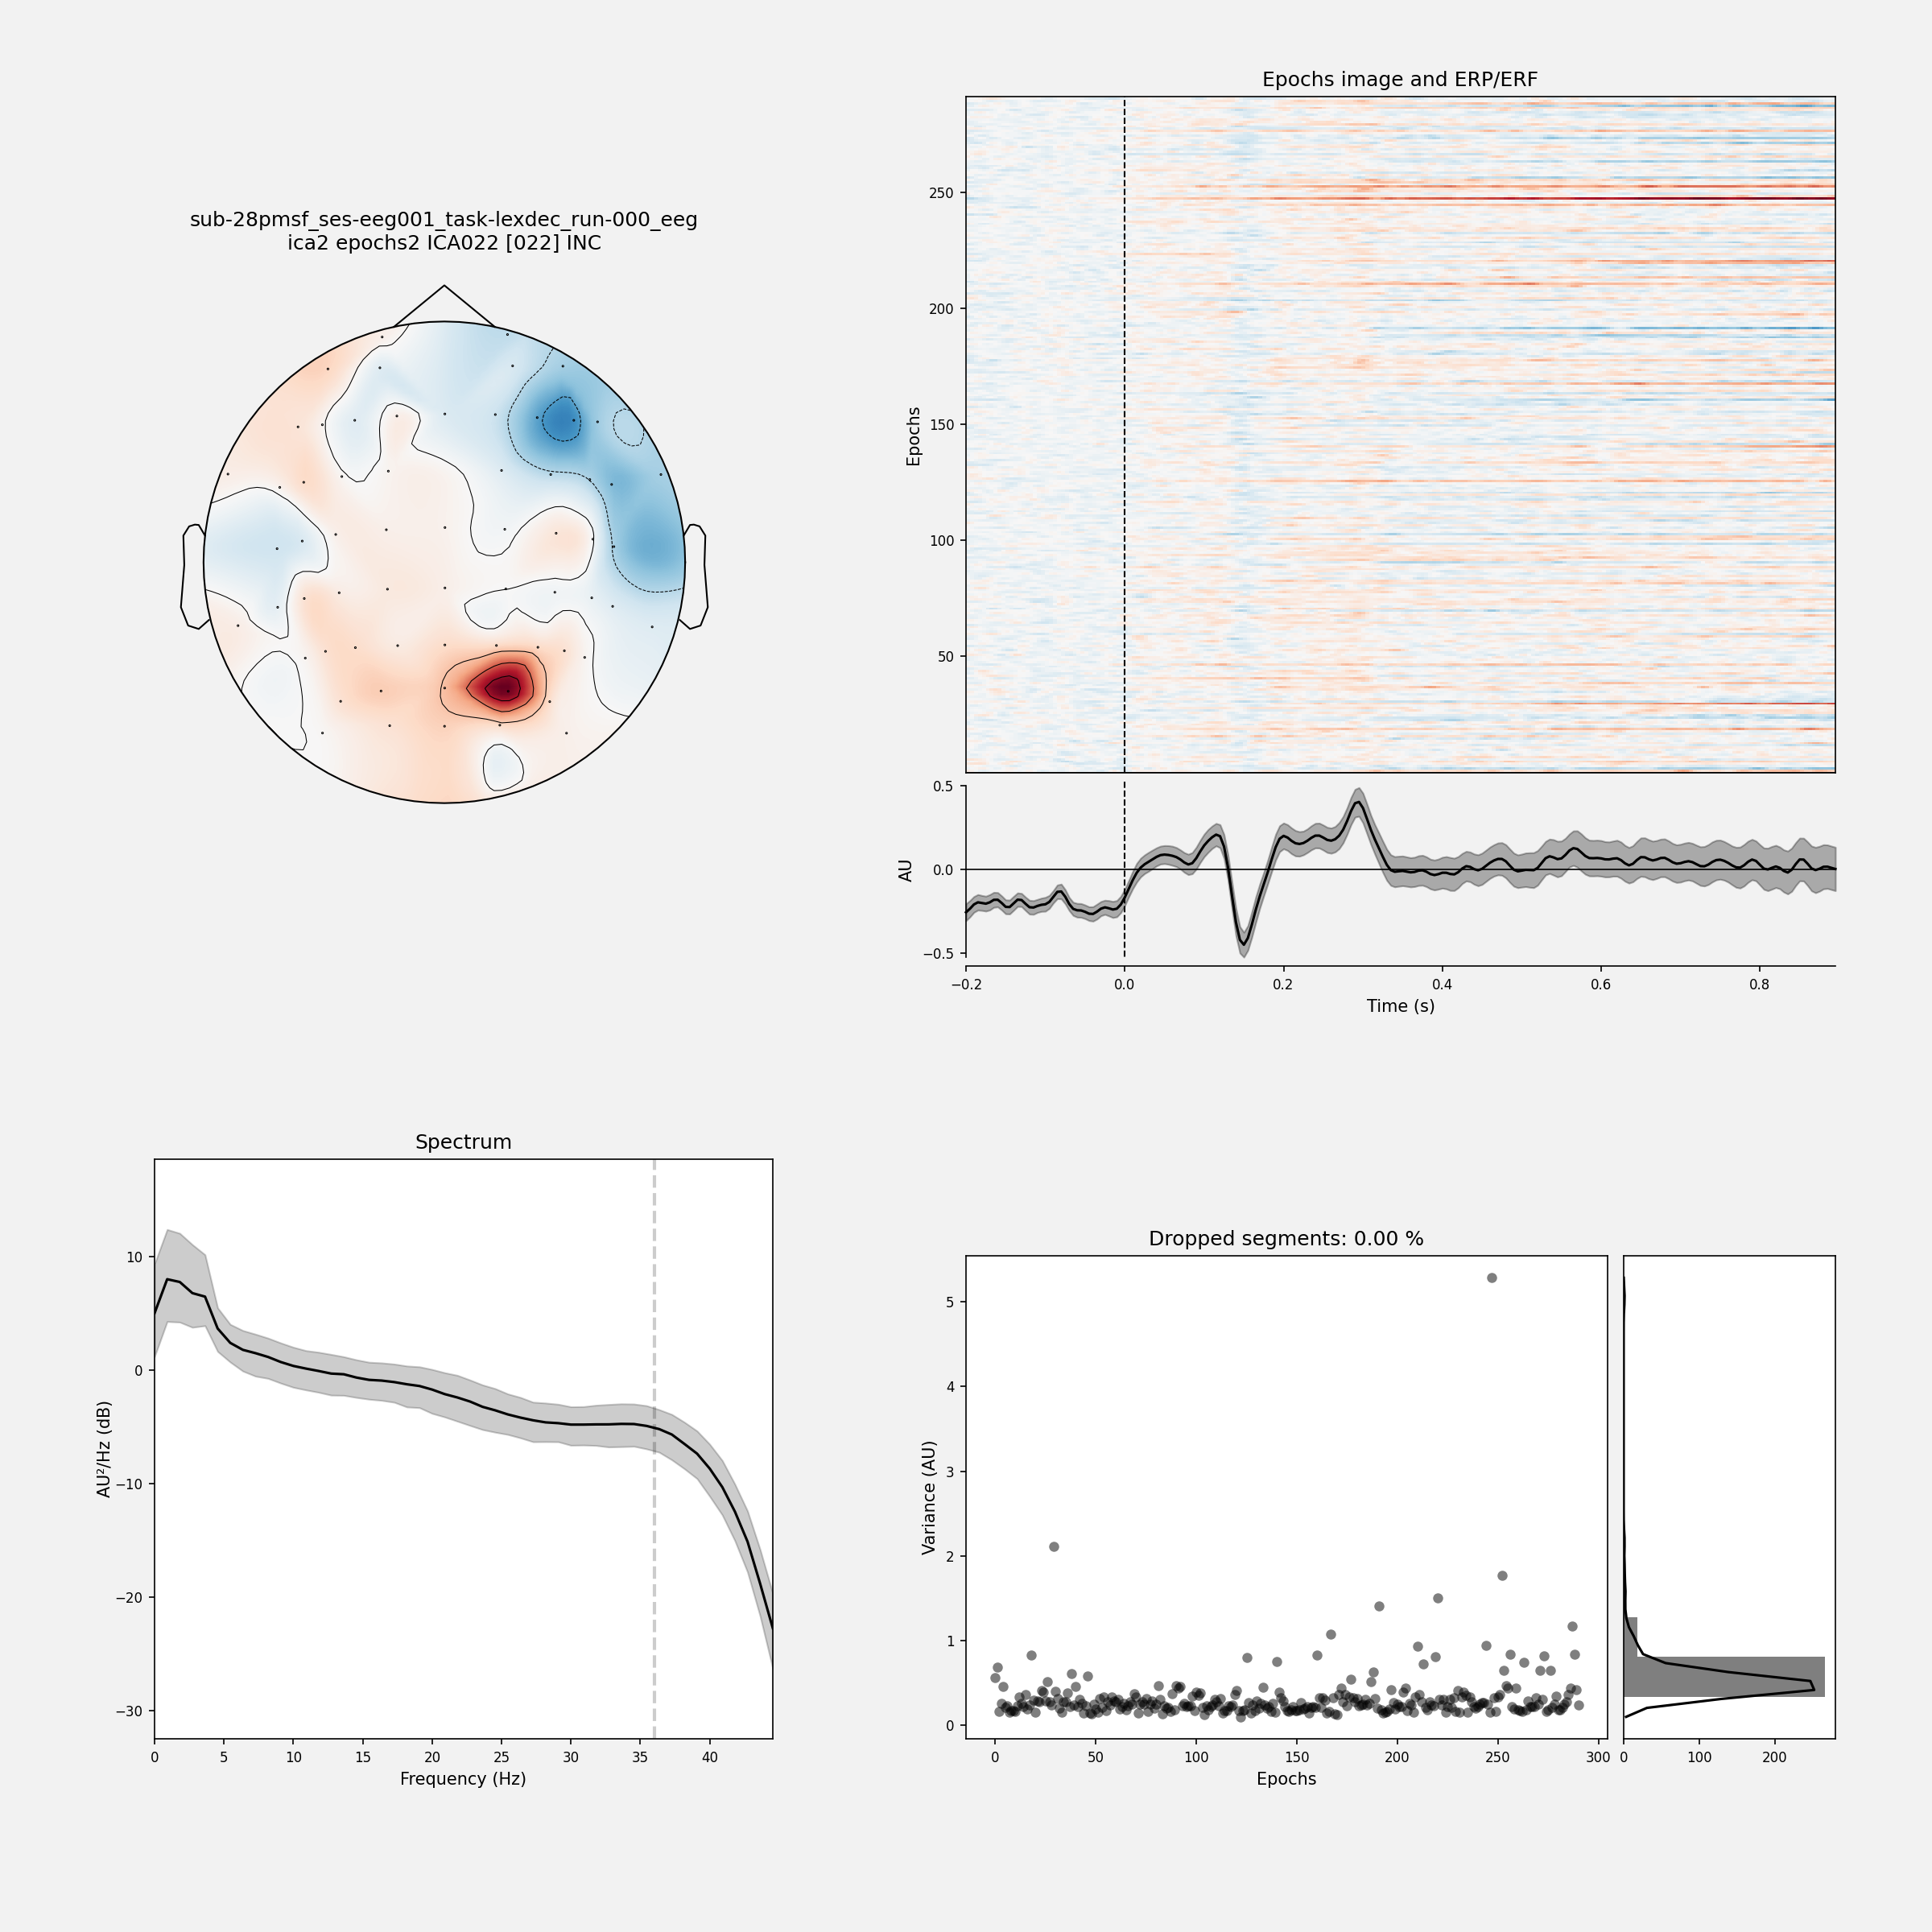 sub-28pmsf_ses-eeg001_task-lexdec_run-000_eeg
ica2 epochs2 ICA022 [022] INC
Epochs image and ERP/ERF
Epochs
250
200
150
100
50
AU
0.5
0.0
−0.5
−0.2 0.0 0.2 0.4 0.6 0.8
Time (s)
Spectrum
AU²/Hz (dB)
10
0
−10
−20
−30
0 5 10 15 20 25 30 35 40
Frequency (Hz)
Dropped segments: 0.00 %
Variance (AU)
5
4
3
2
1
0
0 50 100 150 200 250 300
Epochs
0 100 200